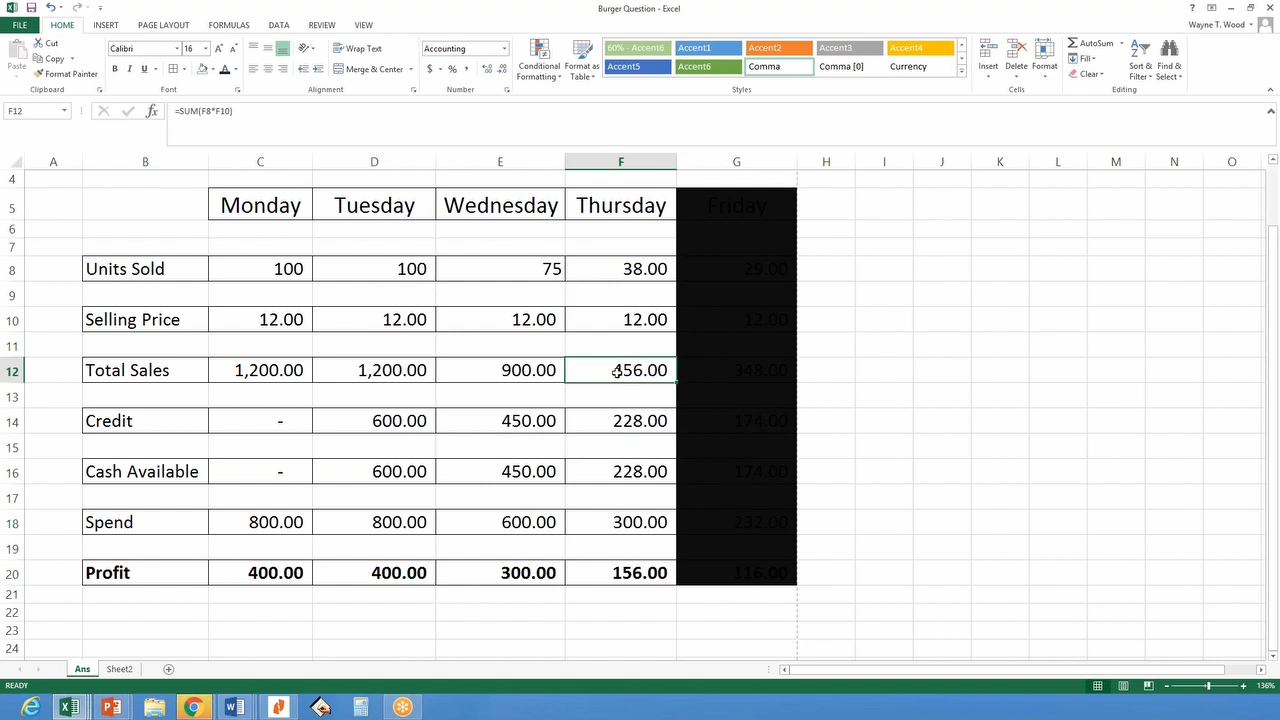 Burger Question - Excel
FILE HOME INSERT PAGE LAYOUT FORMULAS DATA REVIEW VIEW
Wayne T. Wood
Cut
Copy
Format Painter
Paste
Clipboard
Calibri 16
B I U
Font
Wrap Text
Merge & Center
Alignment
Accounting
$ % ,
Number
Conditional Formatting
Format as Table
60% - Accent6 Accent1 Accent2 Accent3 Accent4
Accent5 Accent6 Comma Comma [0] Currency
Styles
Insert Delete Format
Cells
AutoSum
Fill
Clear
Sort & Filter
Find & Select
Editing
F12 fx =SUM(F8*F10)
A B C D E F G H I J K L M N O
4
5 Monday Tuesday Wednesday Thursday Friday
6
7
8 Units Sold 100 100 75 38.00 29.00
9
10 Selling Price 12.00 12.00 12.00 12.00 12.00
11
12 Total Sales 1,200.00 1,200.00 900.00 456.00 348.00
13
14 Credit - 600.00 450.00 228.00 174.00
15
16 Cash Available - 600.00 450.00 228.00 174.00
17
18 Spend 800.00 800.00 600.00 300.00 232.00
19
20 Profit 400.00 400.00 300.00 156.00 116.00
21
22
23
24
Ans Sheet2
READY 136%